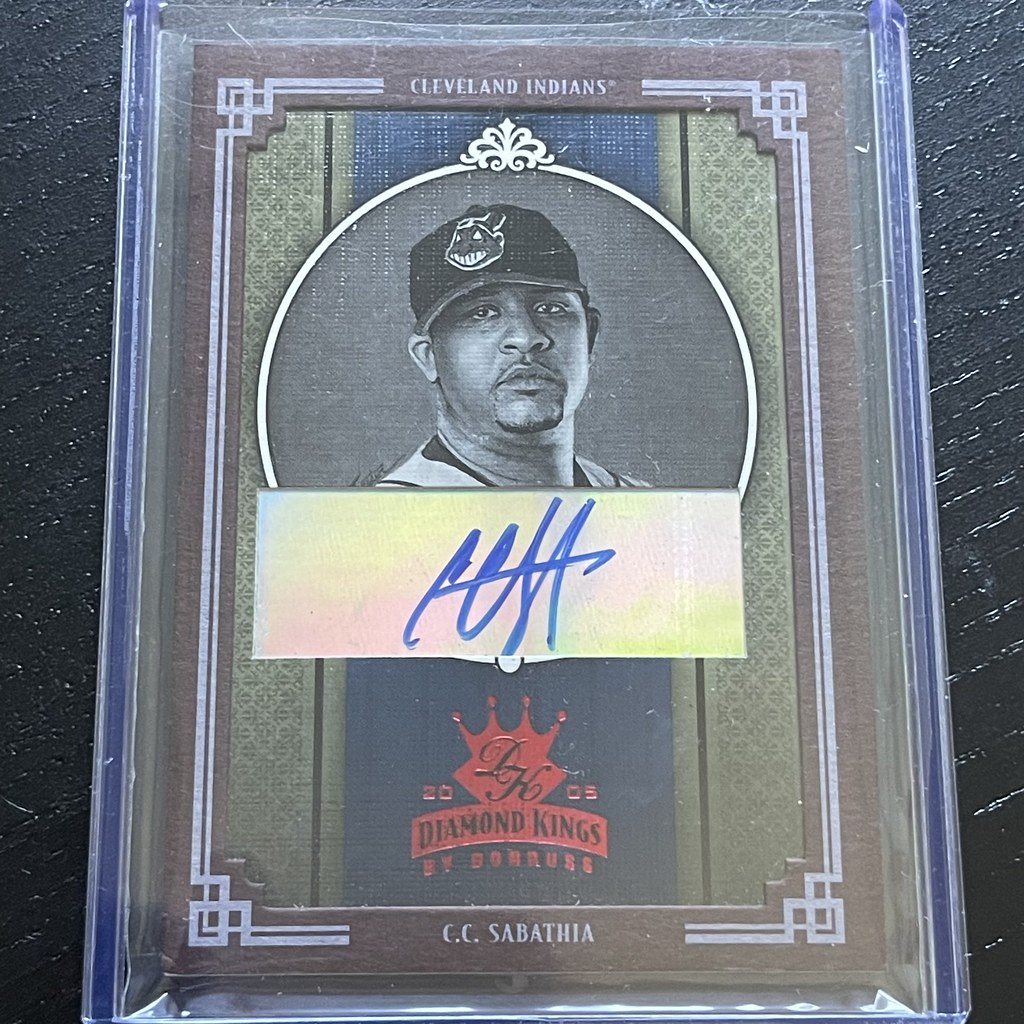 CLEVELAND INDIANS®
DK
20 05
DIAMOND KINGS
BY DONRUSS
C.C. SABATHIA